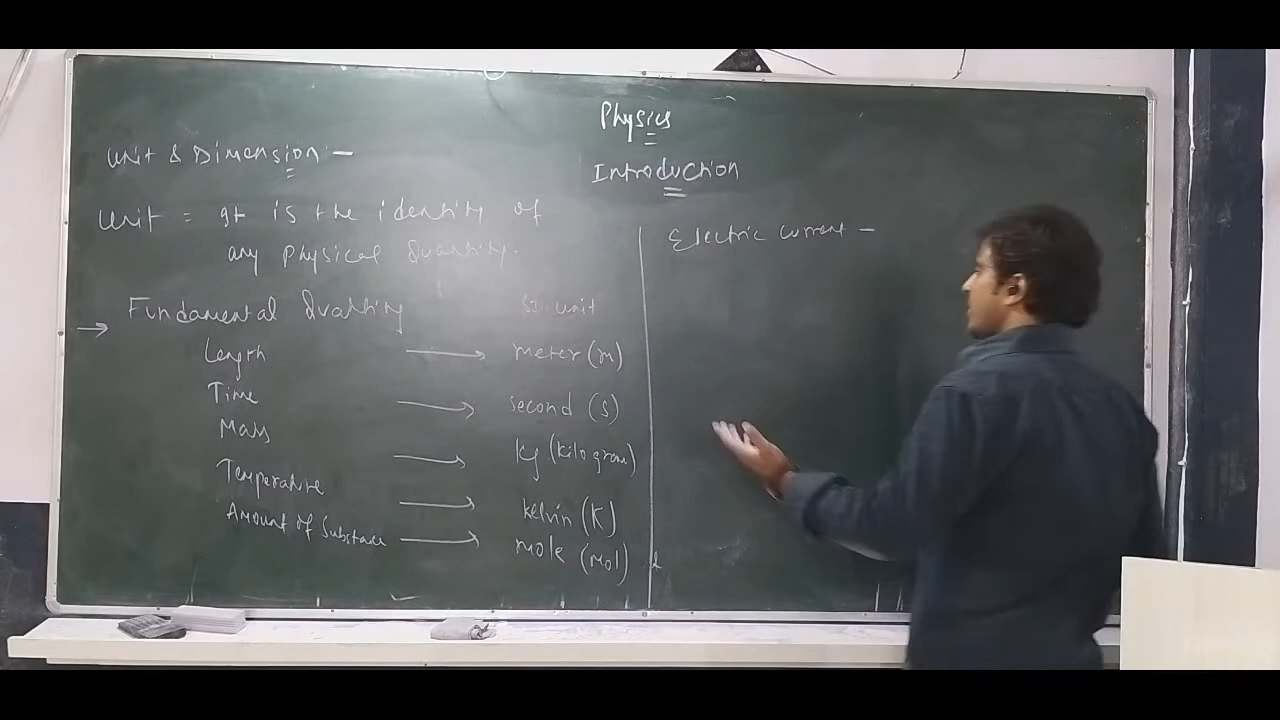 Physics
Introduction
Unit & Dimension :-
Unit = It is the identity of
any Physical Quantity.
→ Fundamental Quantity SI unit
Length → meter (m)
Time → second (s)
Mass → kg (kilogram)
Temperature → kelvin (K)
Amount of Substance → mole (mol)
Electric current -